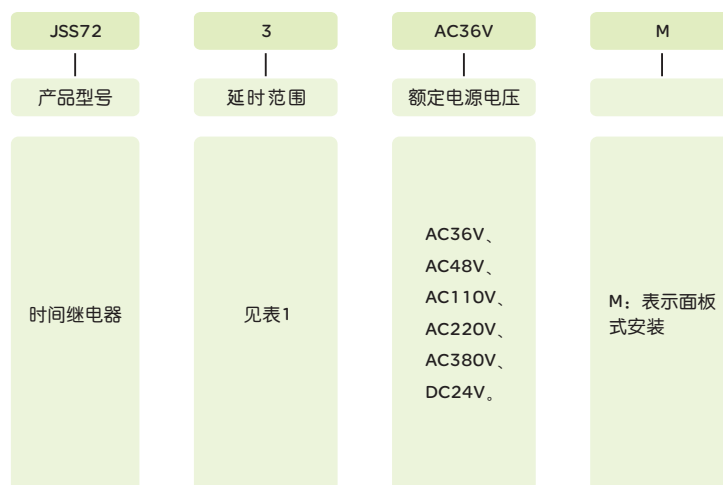 JSS72
3
AC36V
M
产品型号
延时范围
额定电源电压
时间继电器
见表1
AC36V、
AC48V、
AC110V、
AC220V、
AC380V、
DC24V。
M：表示面板
式安装